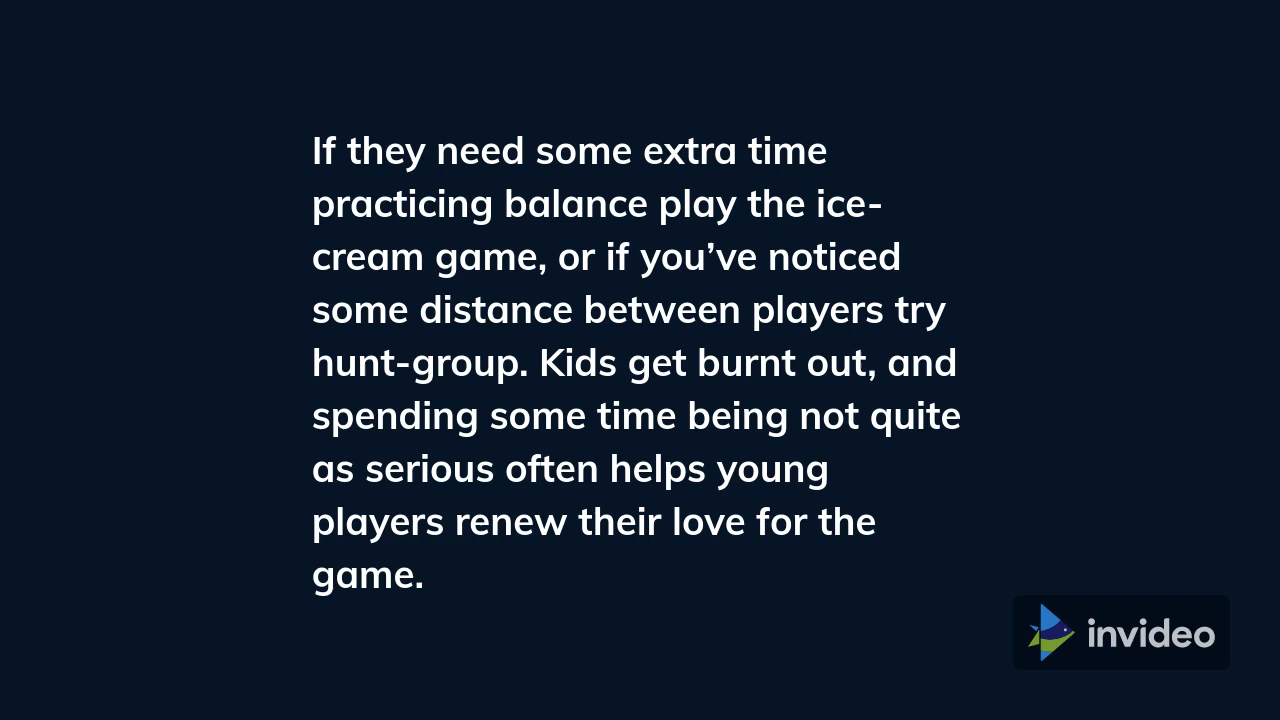 If they need some extra time
practicing balance play the ice-
cream game, or if you’ve noticed
some distance between players try
hunt-group. Kids get burnt out, and
spending some time being not quite
as serious often helps young
players renew their love for the
game.
invideo